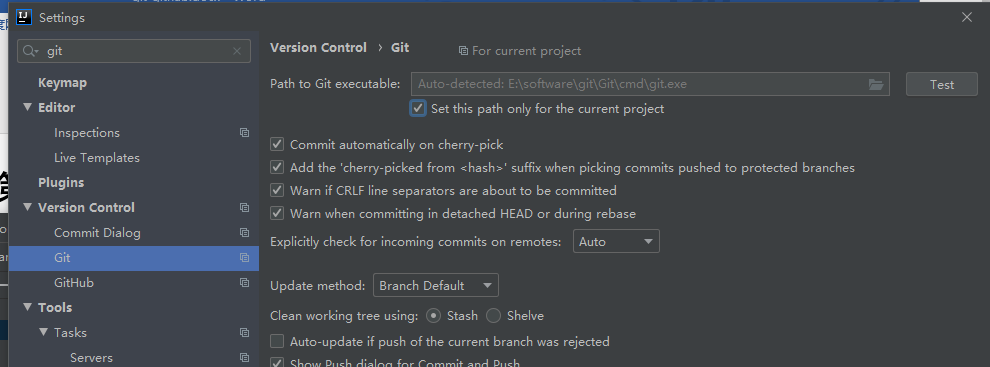 Settings
git
Keymap
Editor
Inspections
Live Templates
Plugins
Version Control
Commit Dialog
Git
GitHub
Tools
Tasks
Servers
Version Control › Git
For current project
Path to Git executable: Auto-detected: E:\software\git\Git\cmd\git.exe Test
Set this path only for the current project
Commit automatically on cherry-pick
Add the 'cherry-picked from <hash>' suffix when picking commits pushed to protected branches
Warn if CRLF line separators are about to be committed
Warn when committing in detached HEAD or during rebase
Explicitly check for incoming commits on remotes: Auto
Update method: Branch Default
Clean working tree using: Stash Shelve
Auto-update if push of the current branch was rejected
Show Push dialog for Commit and Push